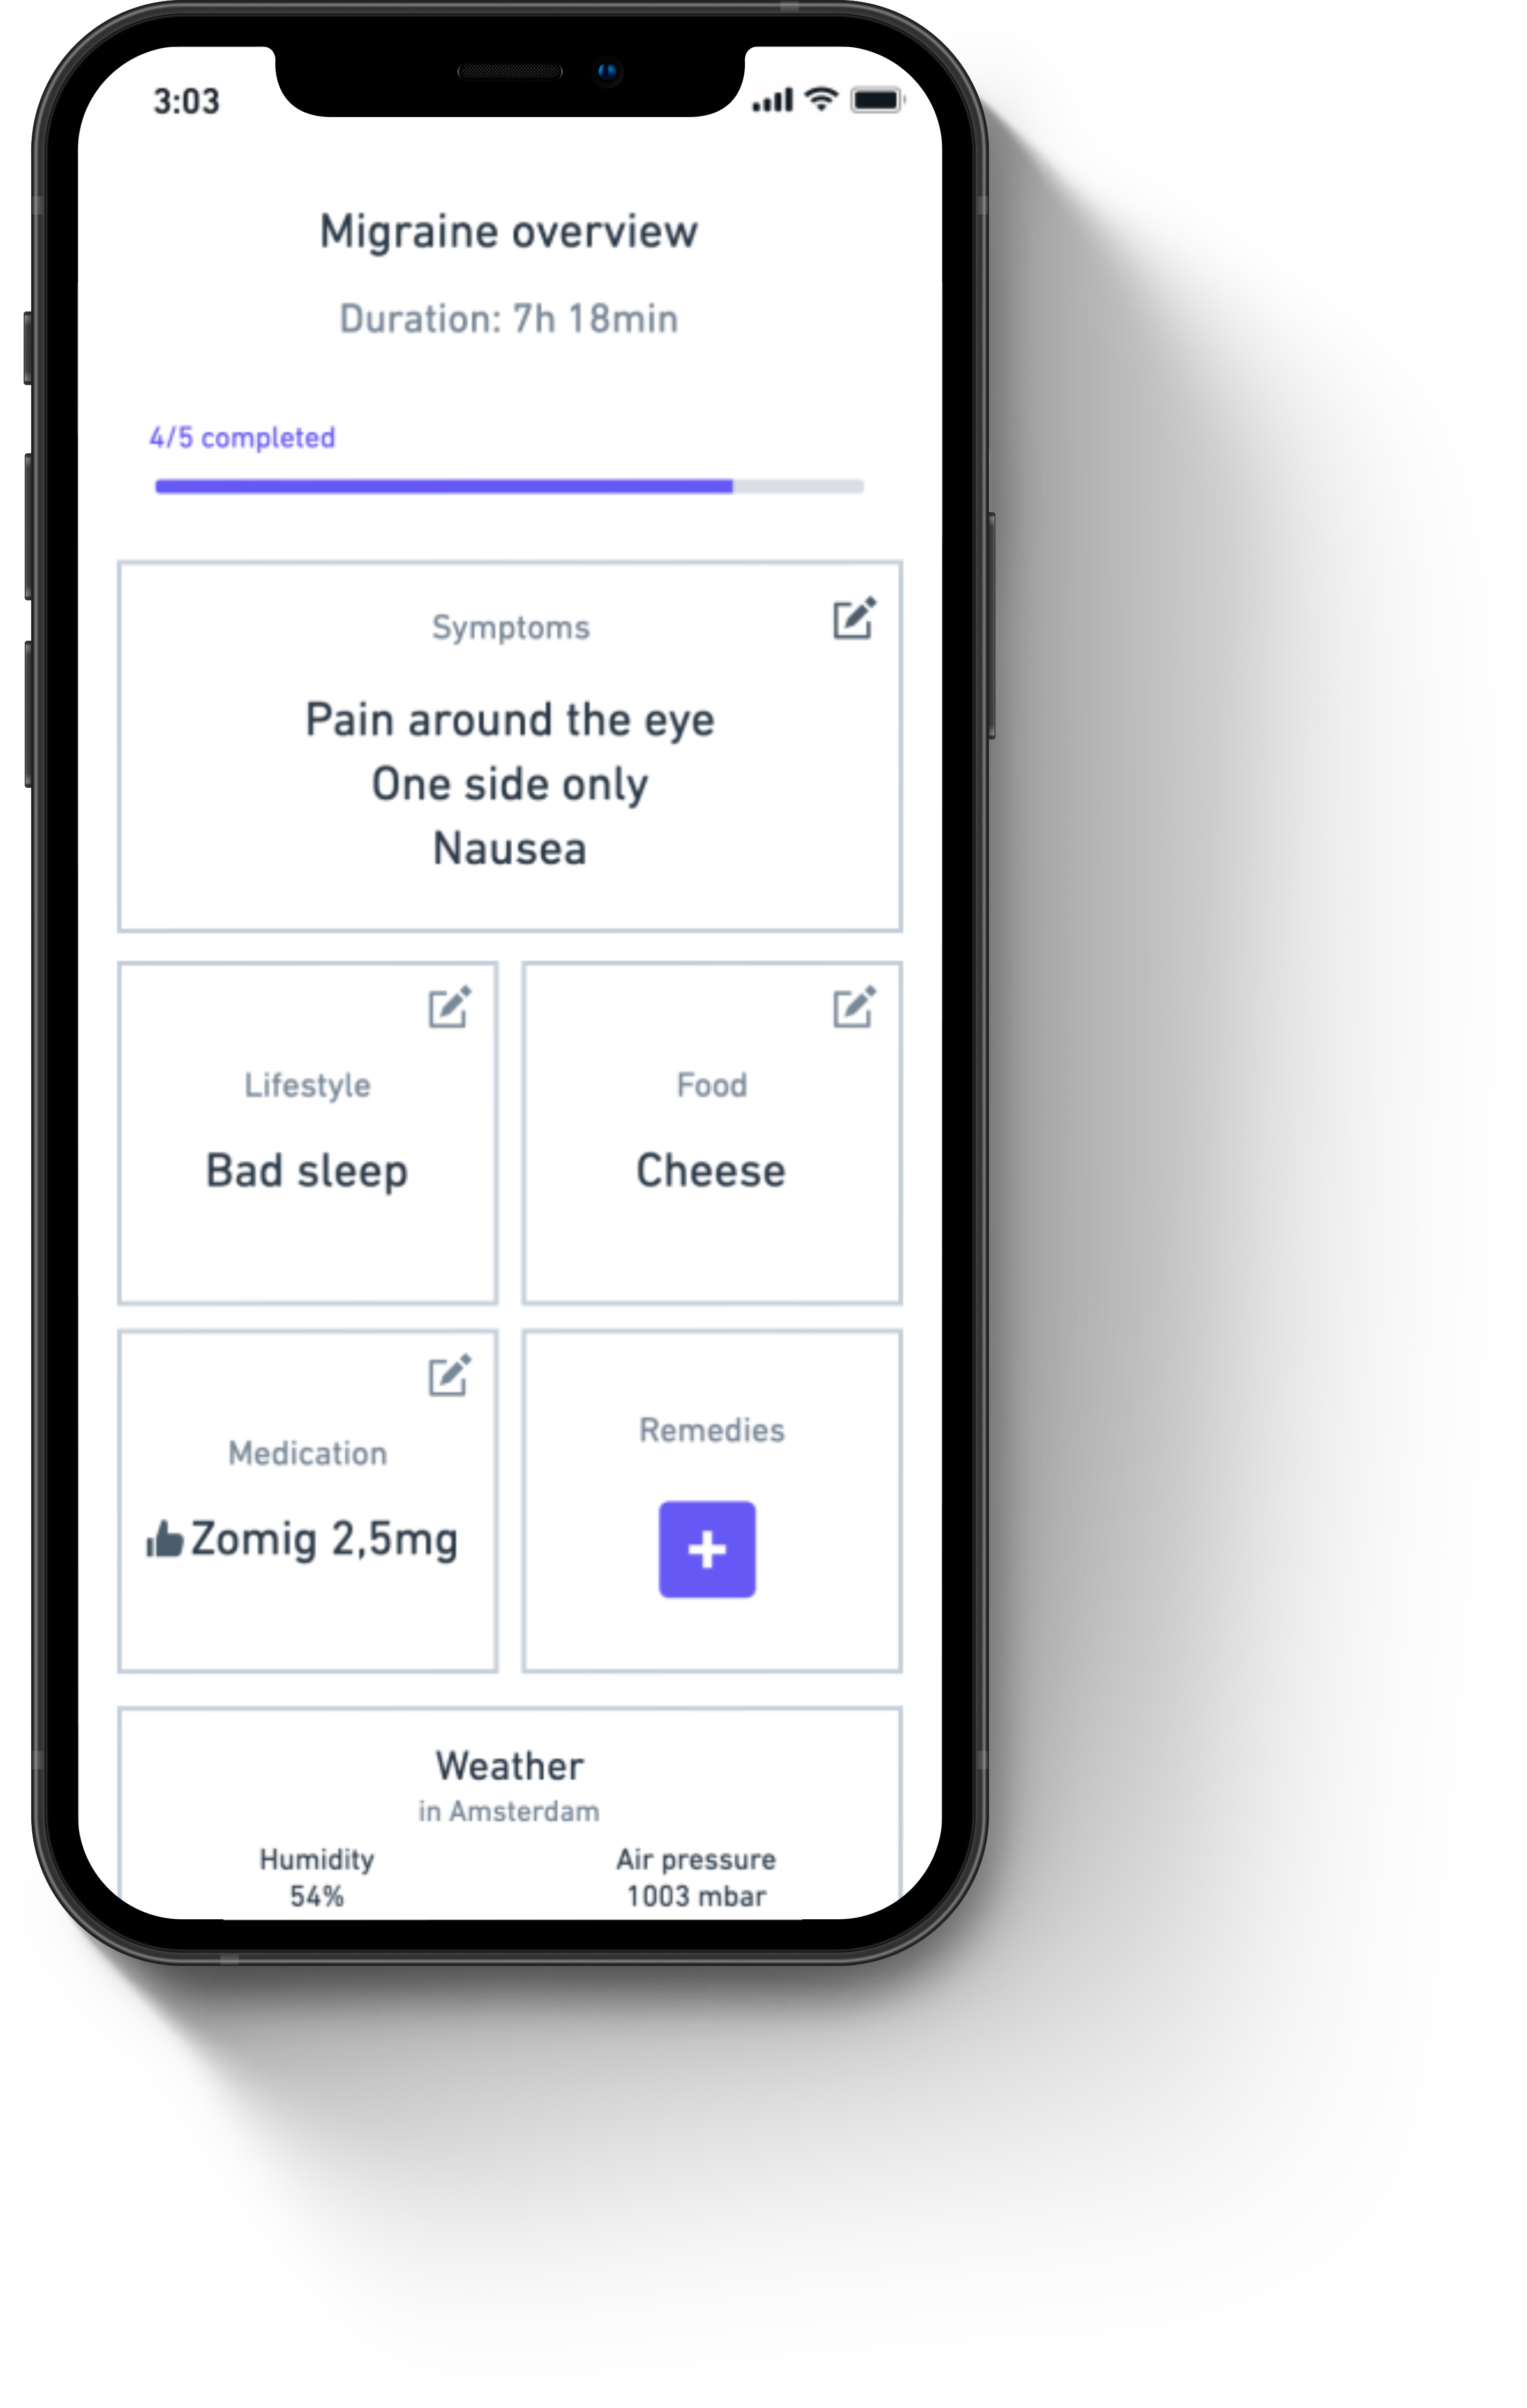 3:03
Migraine overview
Duration: 7h 18min
4/5 completed
Symptoms
Pain around the eye
One side only
Nausea
Lifestyle
Bad sleep
Food
Cheese
Medication
Zomig 2,5mg
Remedies
+
Weather
in Amsterdam
Humidity
54%
Air pressure
1003 mbar